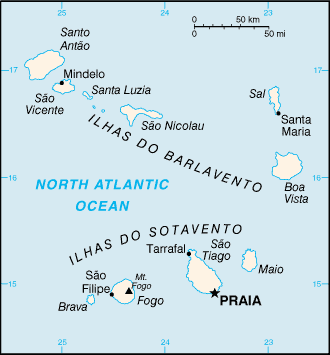 25
24
23
0
50 km
0
50 mi
Santo
Antão
Mindelo
17
17
São
Vicente
Santa Luzia
Sal
São Nicolau
Santa
Maria
ILHAS DO BARLAVENTO
16
16
Boa
Vista
NORTH ATLANTIC
OCEAN
ILHAS DO SOTAVENTO
Tarrafal
São
Tiago
Maio
15
15
São
Filipe
Mt.
Fogo
Fogo
Brava
PRAIA
25
24
23